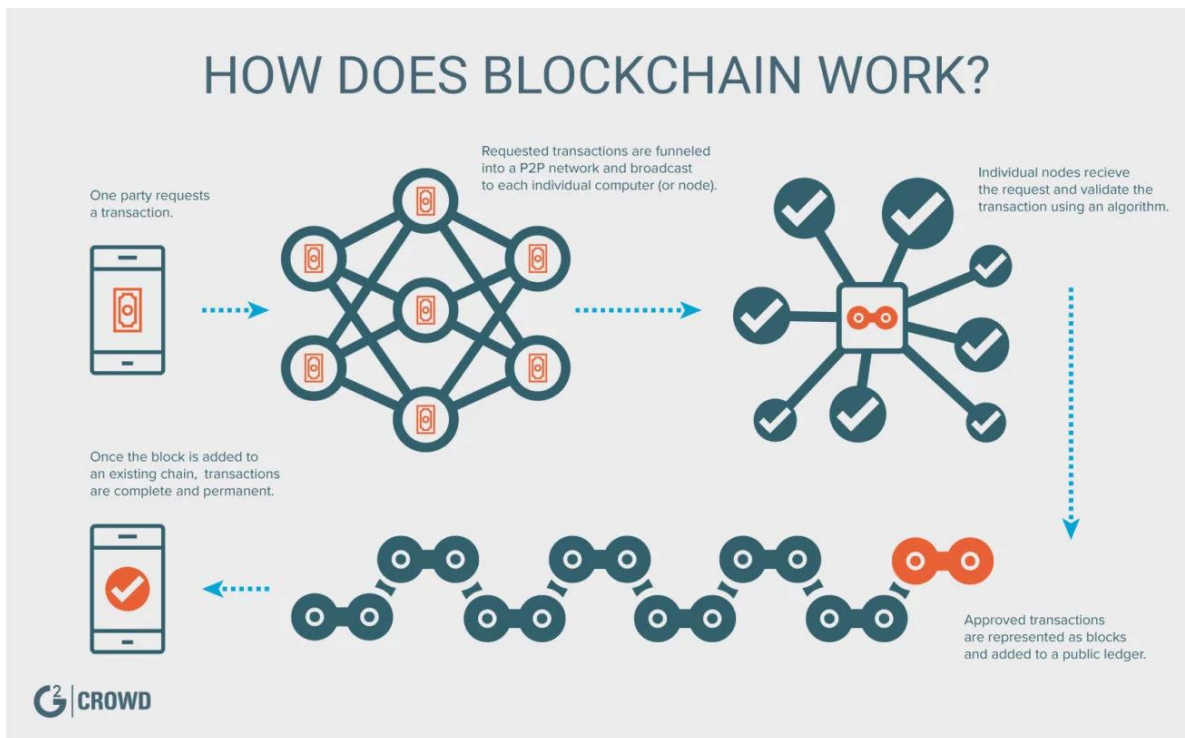 HOW DOES BLOCKCHAIN WORK?
One party requests
a transaction.
Requested transactions are funneled
into a P2P network and broadcast
to each individual computer (or node).
Individual nodes recieve
the request and validate the
transaction using an algorithm.
Approved transactions
are represented as blocks
and added to a public ledger.
Once the block is added to
an existing chain, transactions
are complete and permanent.
G2 | CROWD